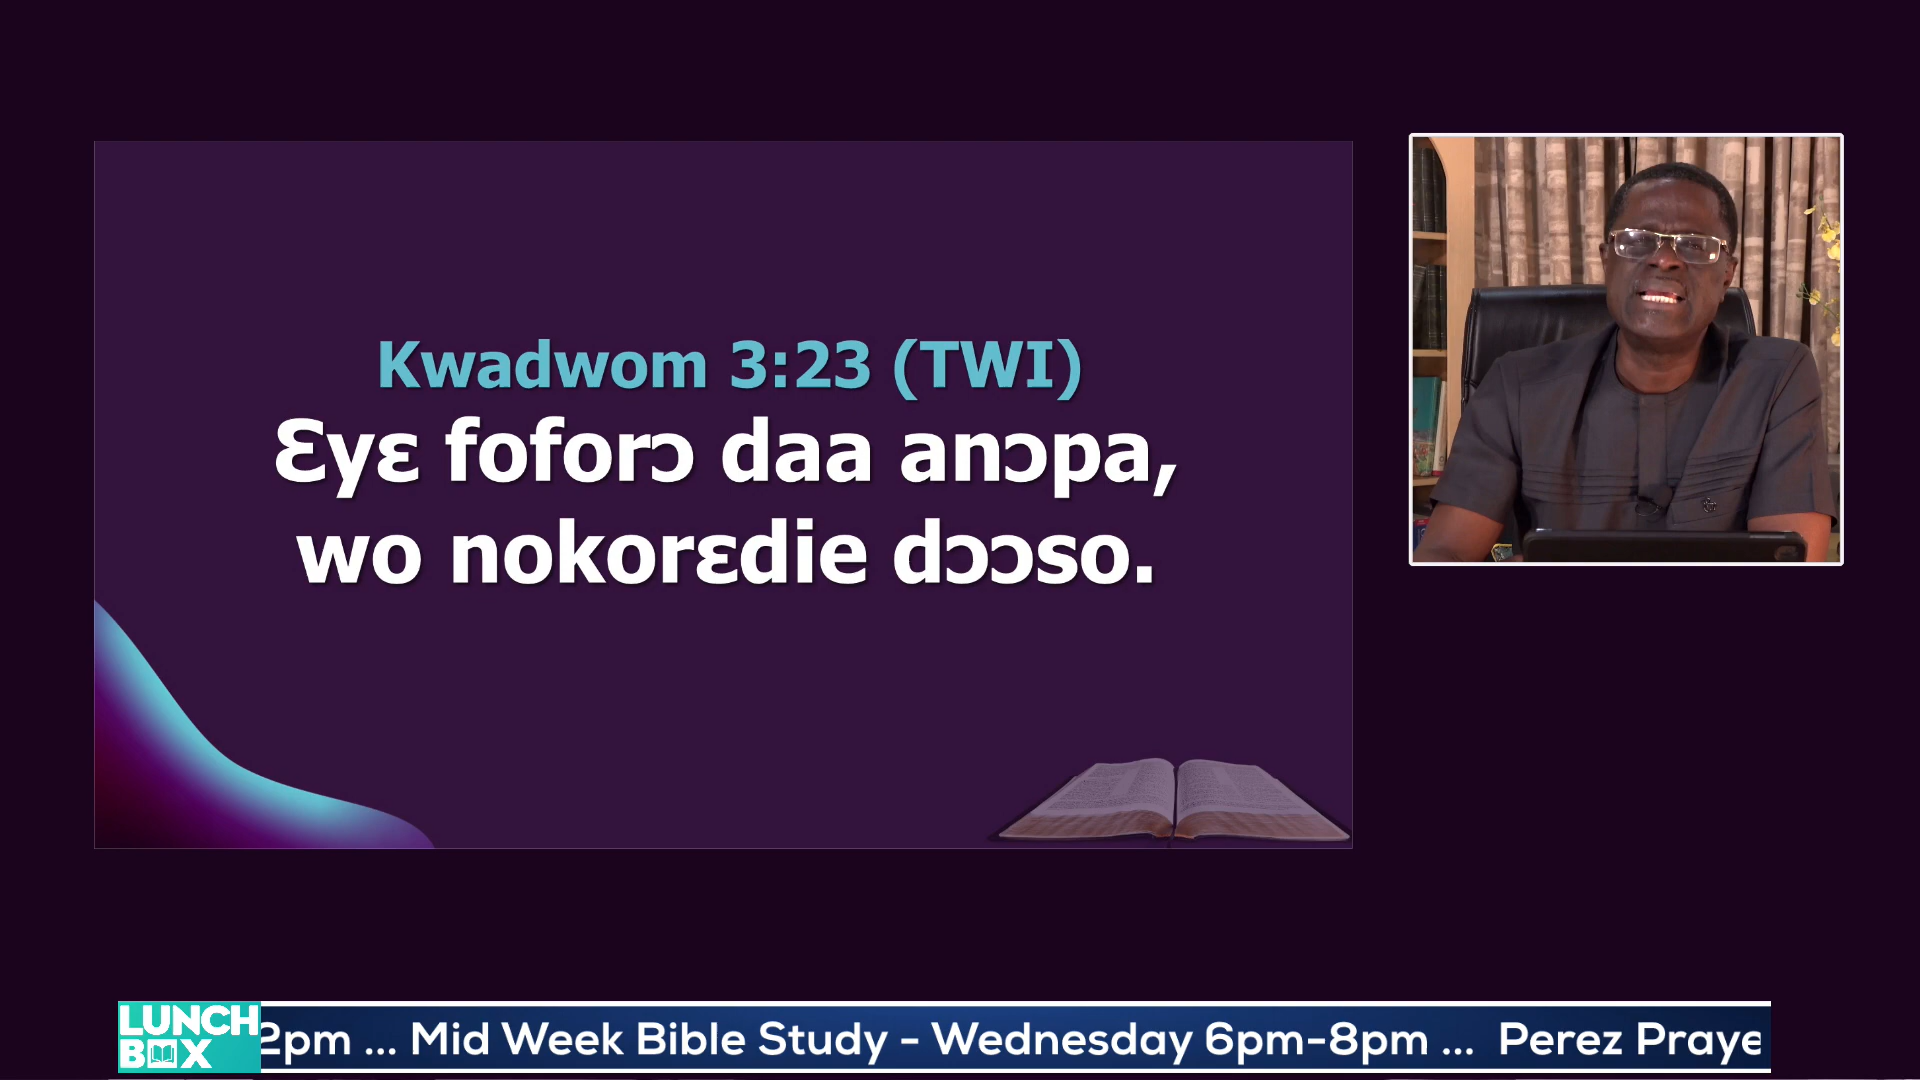 Kwadwom 3:23 (TWI)
Ɛyɛ foforɔ daa anɔpa,
wo nokorɛdie dɔɔso.
LUNCH
BOX
2pm ... Mid Week Bible Study - Wednesday 6pm-8pm ... Perez Praye